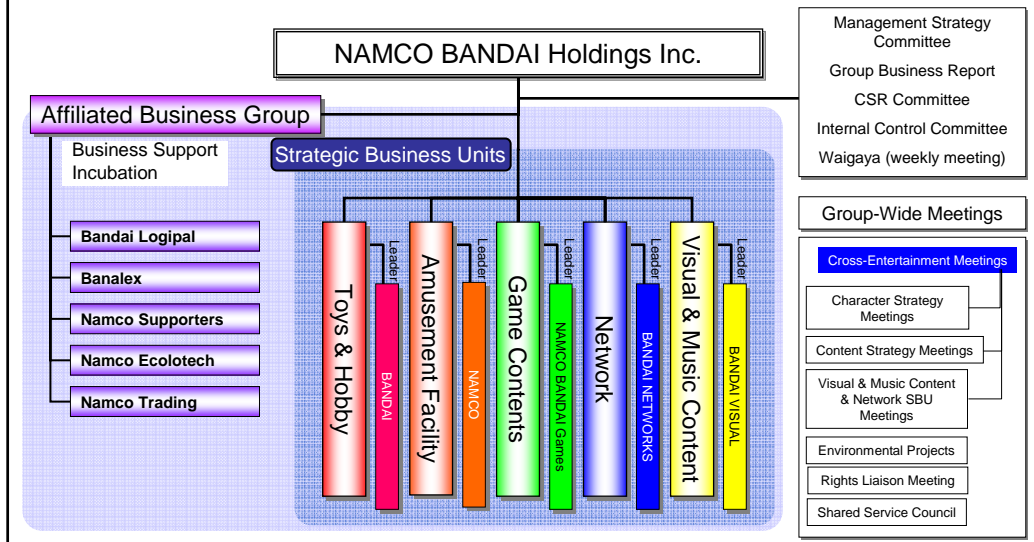 NAMCO BANDAI Holdings Inc.
Management Strategy
Committee
Group Business Report
CSR Committee
Internal Control Committee
Waigaya (weekly meeting)
Affiliated Business Group
Business Support
Incubation
Bandai Logipal
Banalex
Namco Supporters
Namco Ecolotech
Namco Trading
Strategic Business Units
Toys & Hobby
Leader
BANDAI
Amusement Facility
Leader
NAMCO
Game Contents
Leader
NAMCO BANDAI Games
Network
Leader
BANDAI NETWORKS
Visual & Music Content
Leader
BANDAI VISUAL
Group-Wide Meetings
Cross-Entertainment Meetings
Character Strategy
Meetings
Content Strategy Meetings
Visual & Music Content
& Network SBU
Meetings
Environmental Projects
Rights Liaison Meeting
Shared Service Council